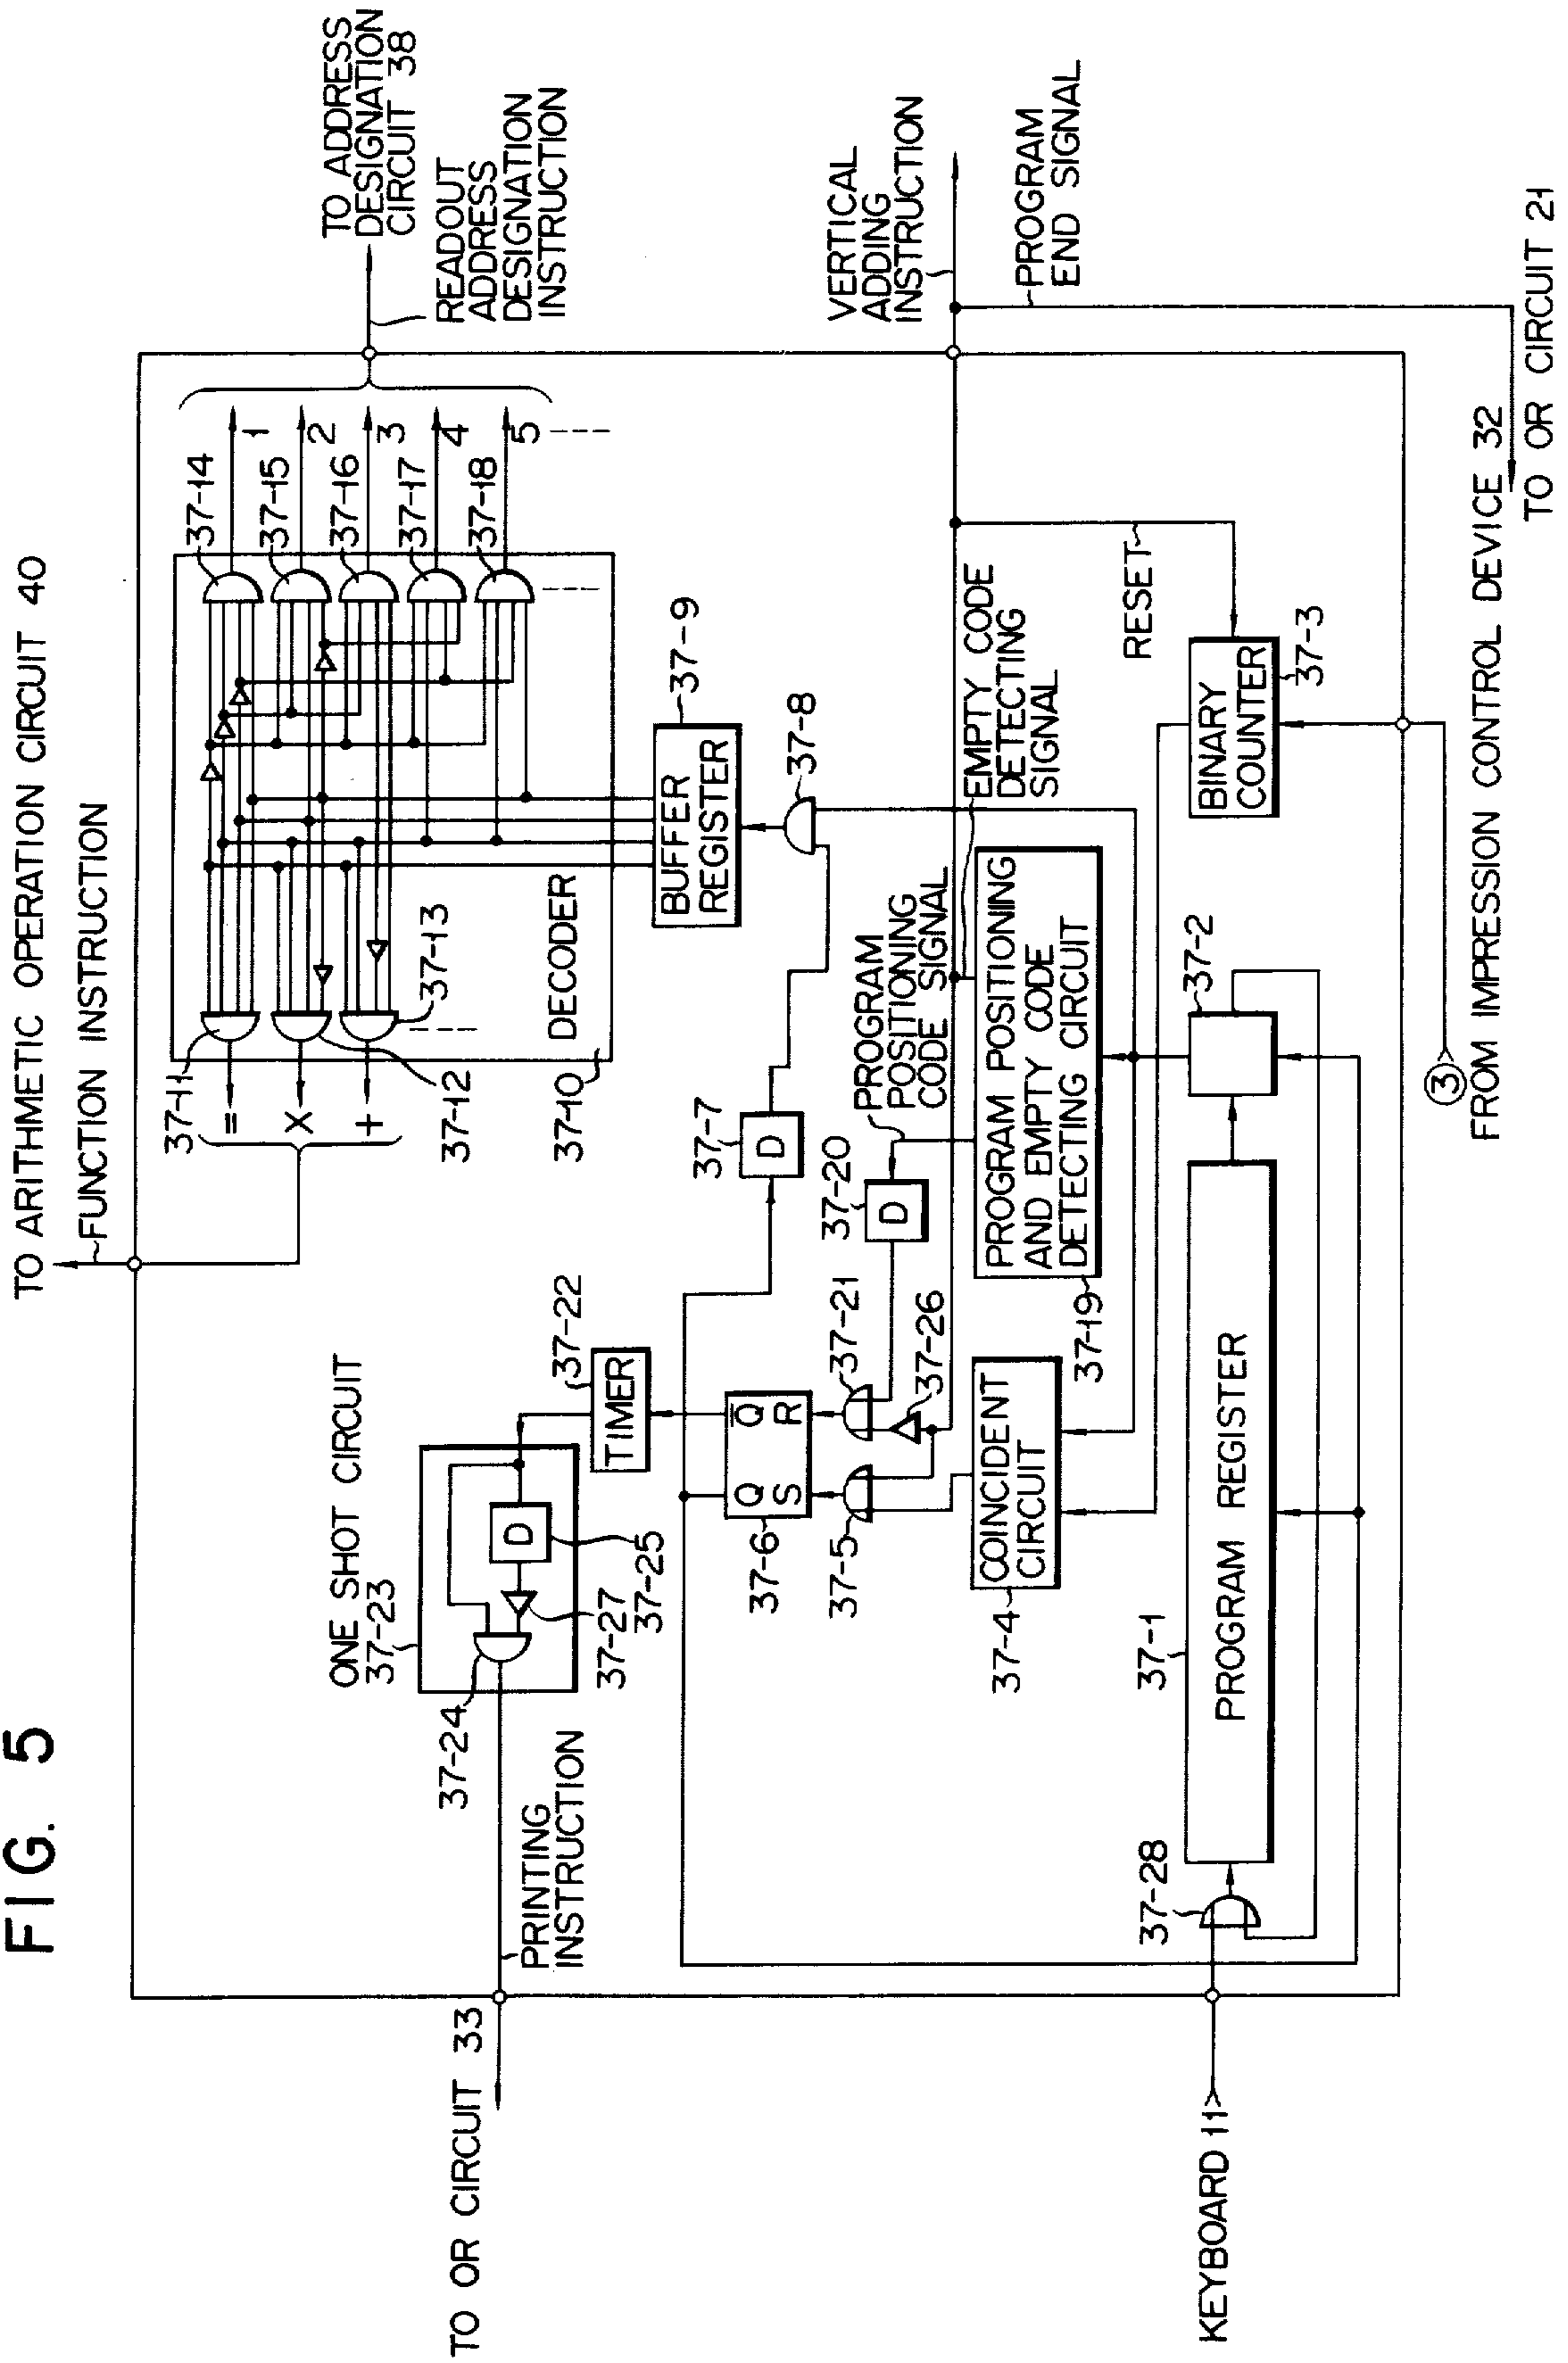 FIG. 5
TO ARITHMETIC OPERATION CIRCUIT 40
FUNCTION INSTRUCTION
TO ADDRESS
DESIGNATION
CIRCUIT 38
READOUT
ADDRESS
DESIGNATION
INSTRUCTION
37-11
=
X
+
37-12
37-13
37-10
DECODER
37-14
37-15
37-16
37-17
37-18
1
2
3
4
5
ONE SHOT CIRCUIT
37-23
37-24
D
37-27
37-25
PRINTING
INSTRUCTION
TO OR CIRCUIT 33
37-22
TIMER
37-7
D
BUFFER
REGISTER
37-9
37-8
Q
Q̅
S
R
37-6
37-5
37-21
37-26
37-20
D
PROGRAM
POSITIONING
CODE SIGNAL
EMPTY CODE
DETECTING
SIGNAL
VERTICAL
ADDING
INSTRUCTION
PROGRAM
END SIGNAL
COINCIDENT
CIRCUIT
37-4
PROGRAM POSITIONING
AND EMPTY CODE
DETECTING CIRCUIT
37-19
RESET
37-1
PROGRAM REGISTER
37-2
BINARY
COUNTER
37-3
37-28
KEYBOARD 11
3
FROM IMPRESSION CONTROL DEVICE 32
TO OR CIRCUIT 21